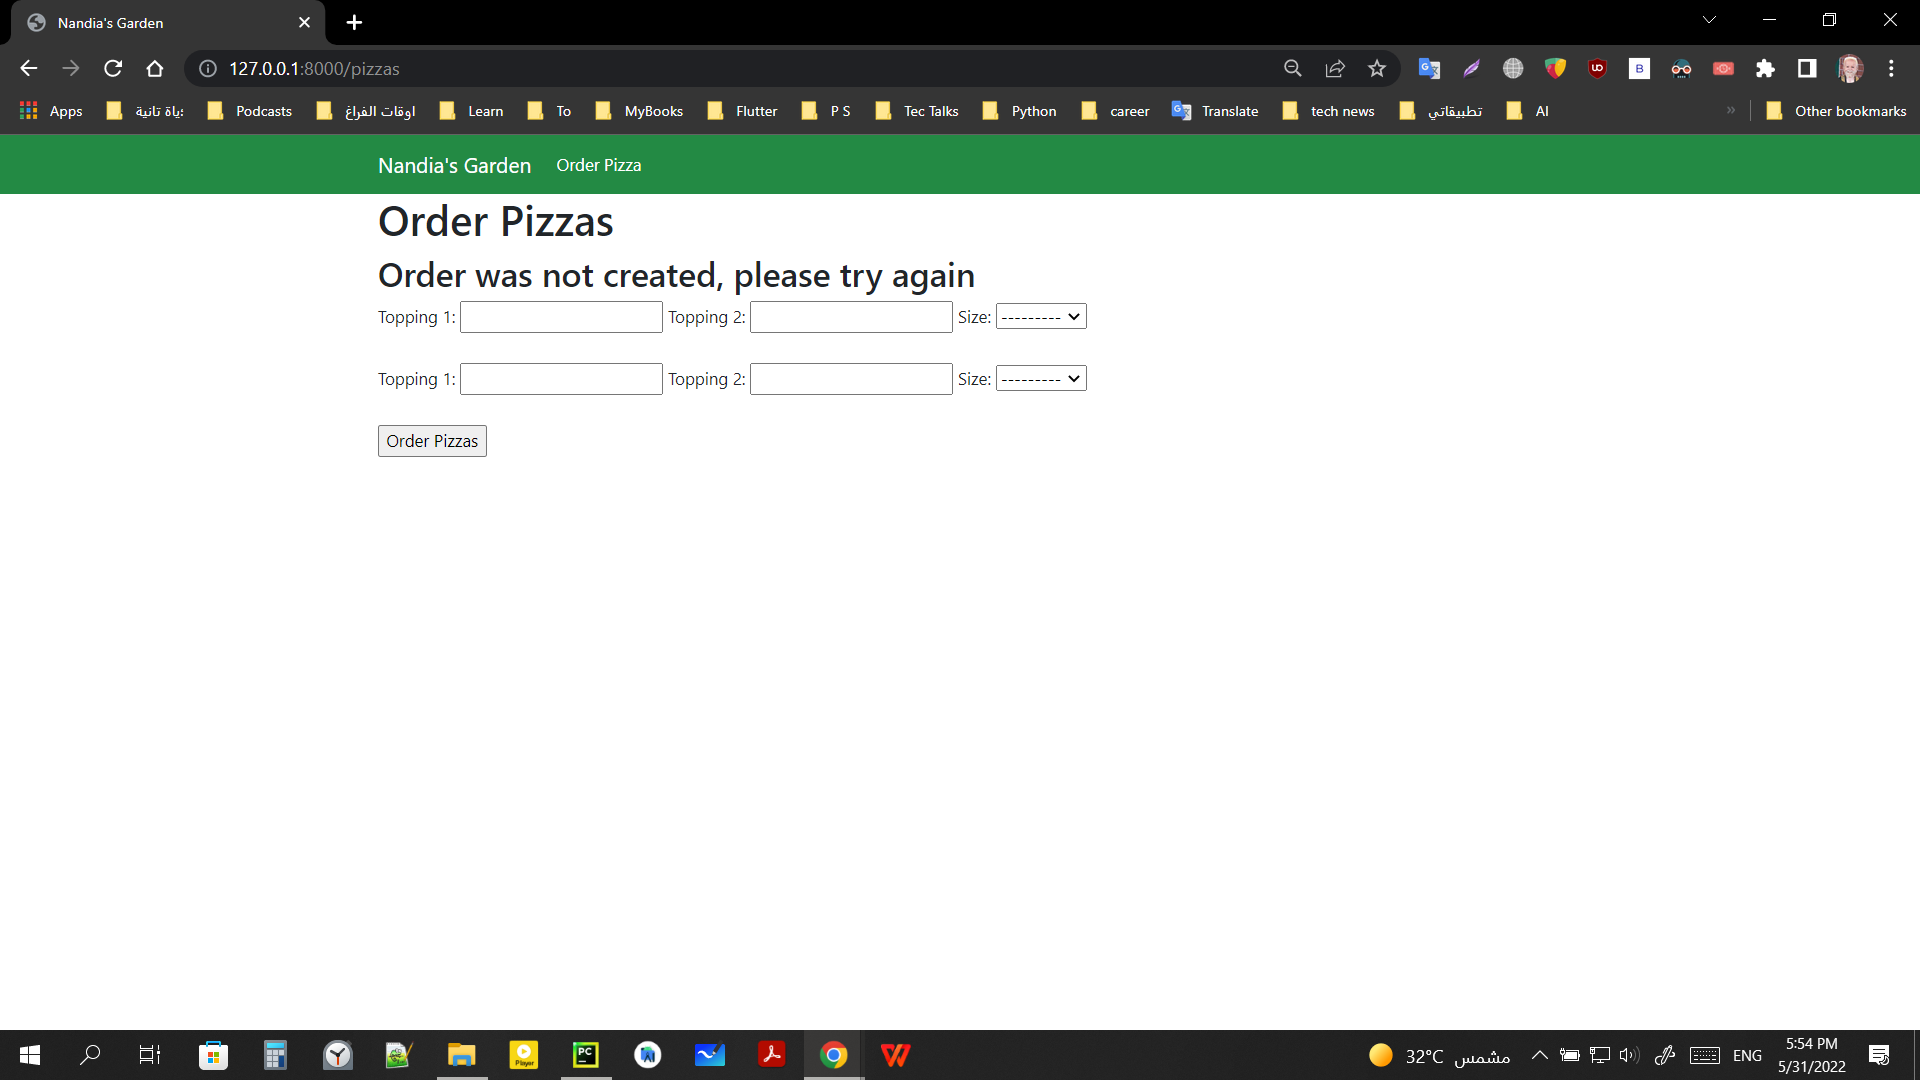 Nandia's Garden
127.0.0.1:8000/pizzas
Apps
ياة تانية؛
Podcasts
اوقات الفراغ
Learn
To
MyBooks
Flutter
P S
Tec Talks
Python
career
Translate
tech news
تطبيقاتي
AI
»
Other bookmarks
Nandia's Garden Order Pizza
Order Pizzas
Order was not created, please try again
Topping 1: Topping 2: Size: ---------
Topping 1: Topping 2: Size: ---------
Order Pizzas
32°C مشمس
ENG
5:54 PM
5/31/2022